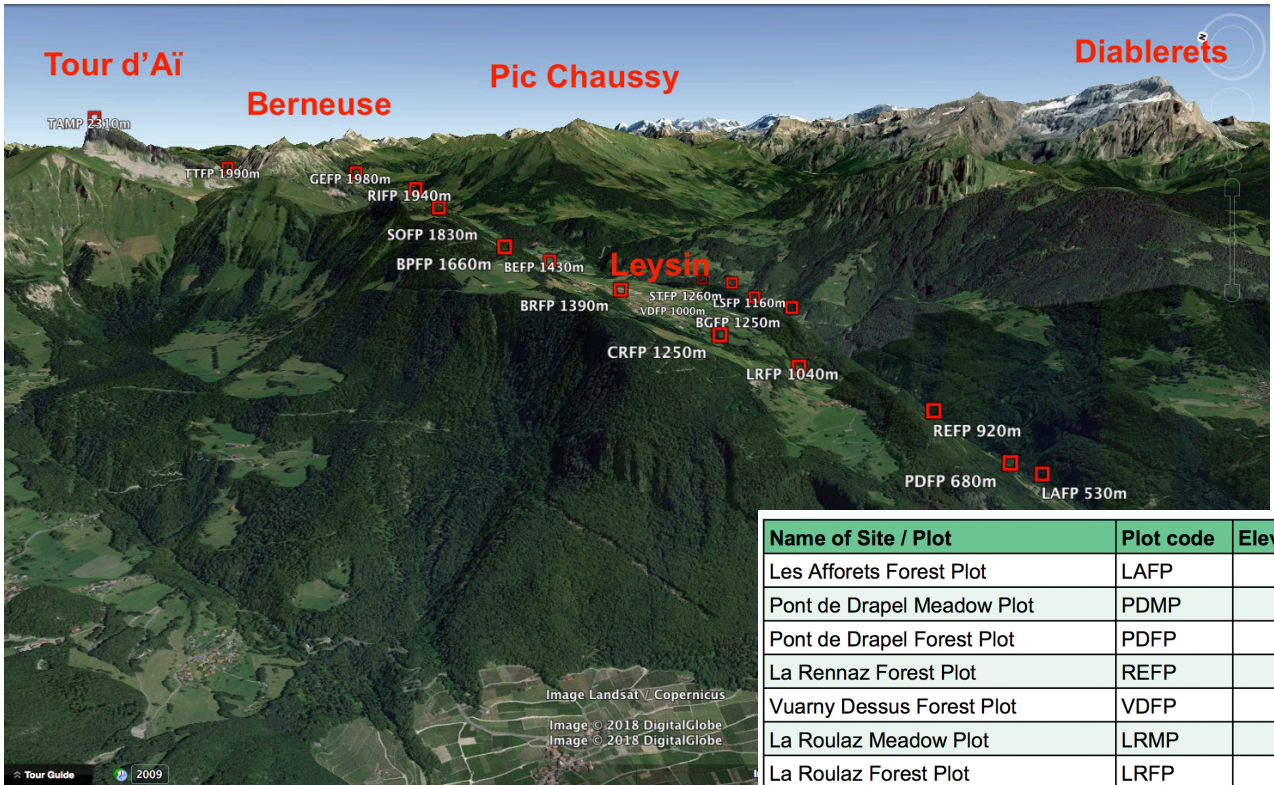 Tour d'Aï
Berneuse
Pic Chaussy
Diablerets
N
TAMP 2310m
TTFP 1990m
GEFP 1980m
RIFP 1940m
SOFP 1830m
BPFP 1660m
BEFP 1430m
Leysin
BRFP 1390m
STFP 1260m
LSFP 1160m
VDFP 1000m
BGFP 1250m
CRFP 1250m
LRFP 1040m
REFP 920m
PDFP 680m
LAFP 530m
Image Landsat / Copernicus
Image © 2018 DigitalGlobe
Image © 2018 DigitalGlobe
Tour Guide
2009
Name of Site / Plot Plot code
Les Afforets Forest Plot LAFP
Pont de Drapel Meadow Plot PDMP
Pont de Drapel Forest Plot PDFP
La Rennaz Forest Plot REFP
Vuarny Dessus Forest Plot VDFP
La Roulaz Meadow Plot LRMP
La Roulaz Forest Plot LRFP